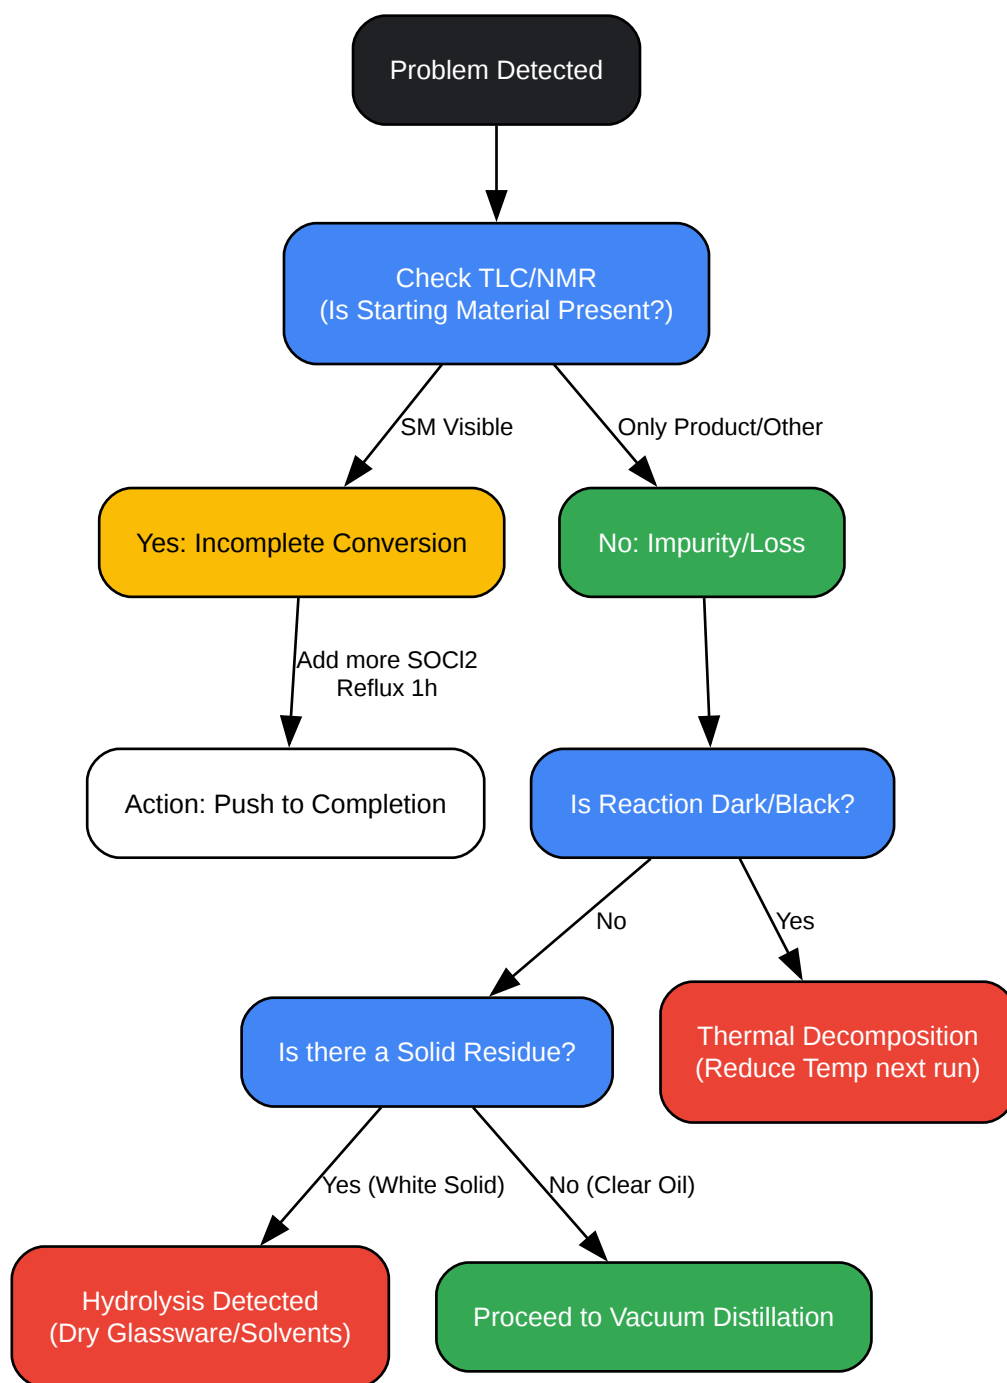 Problem Detected
Check TLC/NMR
(Is Starting Material Present?)
SM Visible
Only Product/Other
Yes: Incomplete Conversion
No: Impurity/Loss
Add more SOCl2
Reflux 1h
Action: Push to Completion
Is Reaction Dark/Black?
No
Yes
Is there a Solid Residue?
Thermal Decomposition
(Reduce Temp next run)
Yes (White Solid)
No (Clear Oil)
Hydrolysis Detected
(Dry Glassware/Solvents)
Proceed to Vacuum Distillation